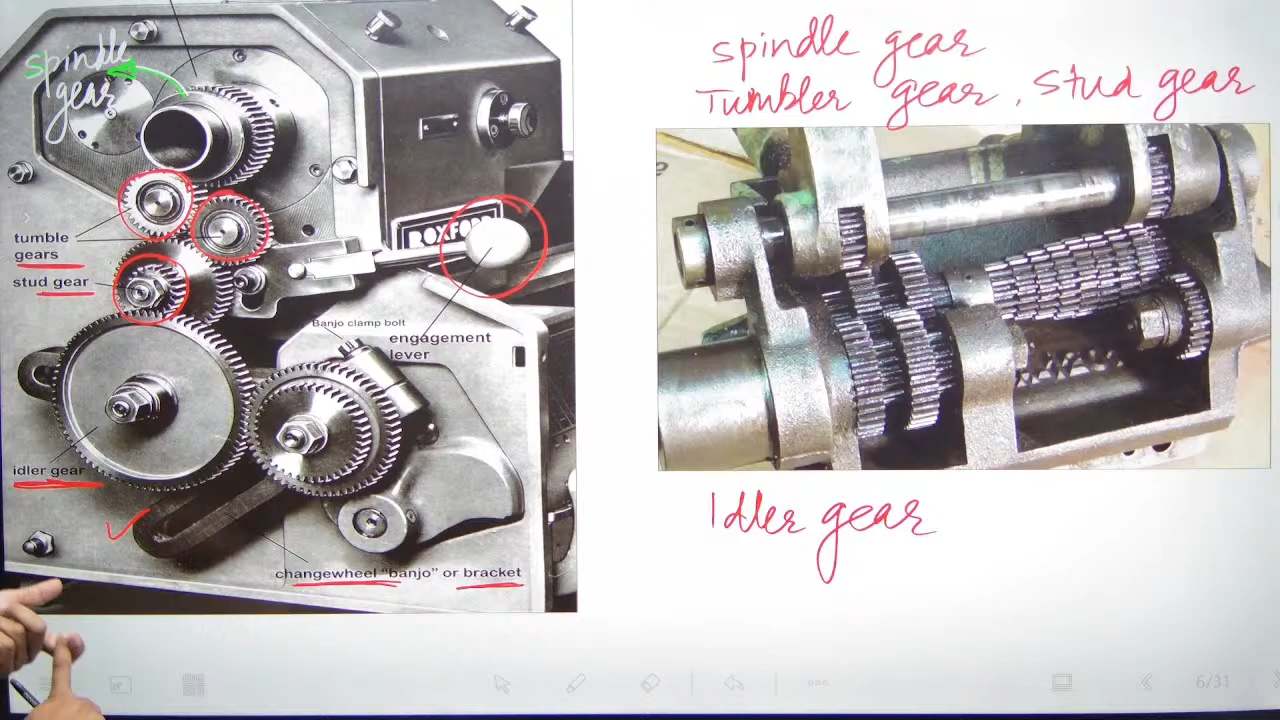 spindle
gear
tumble
gears
stud gear
BOXFORD
Banjo clamp bolt
engagement
lever
idler gear
changewheel "banjo" or bracket
spindle gear
Tumbler gear, Stud gear
Idler gear
6/31